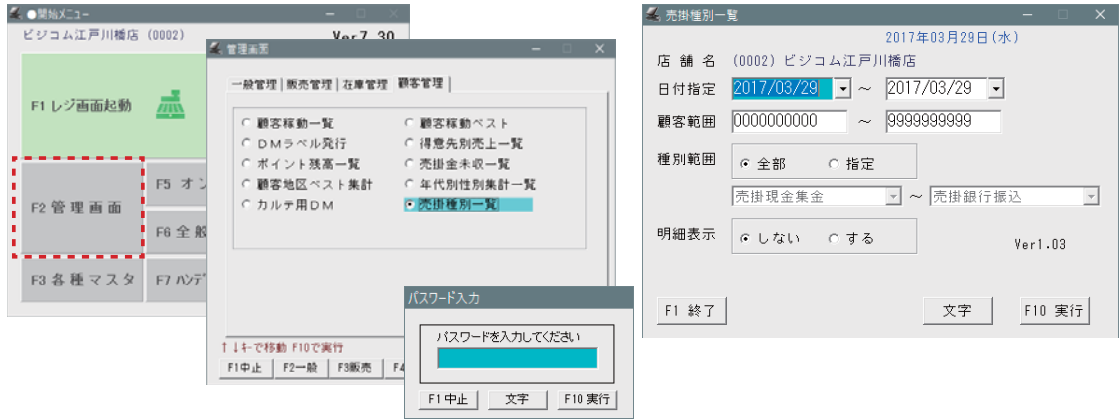 ●開始メニュー
ビジコム江戸川橋店 (0002)
Ver7.30
F1 レジ画面起動
F2 管理画面
F5 オン
F6 全般
F3 各種マスタ
F7 ハンデ
管理画面
一般管理 販売管理 在庫管理 顧客管理
顧客稼動一覧 顧客稼動ベスト
DMラベル発行 得意先別売上一覧
ポイント残高一覧 売掛金未収一覧
顧客地区ベスト集計 年代別性別集計一覧
カルテ用DM 売掛種別一覧
↑↓キーで移動 F10で実行
F1中止 F2一般 F3販売 F4
パスワード入力
パスワードを入力してください
F1中止 文字 F10実行
売掛種別一覧
2017年03月29日(水)
店舗名 (0002) ビジコム江戸川橋店
日付指定 2017/03/29 ～ 2017/03/29
顧客範囲 0000000000 ～ 9999999999
種別範囲 全部 指定
売掛現金集金 ～ 売掛銀行振込
明細表示 しない する
Ver1.03
F1 終了 文字 F10 実行